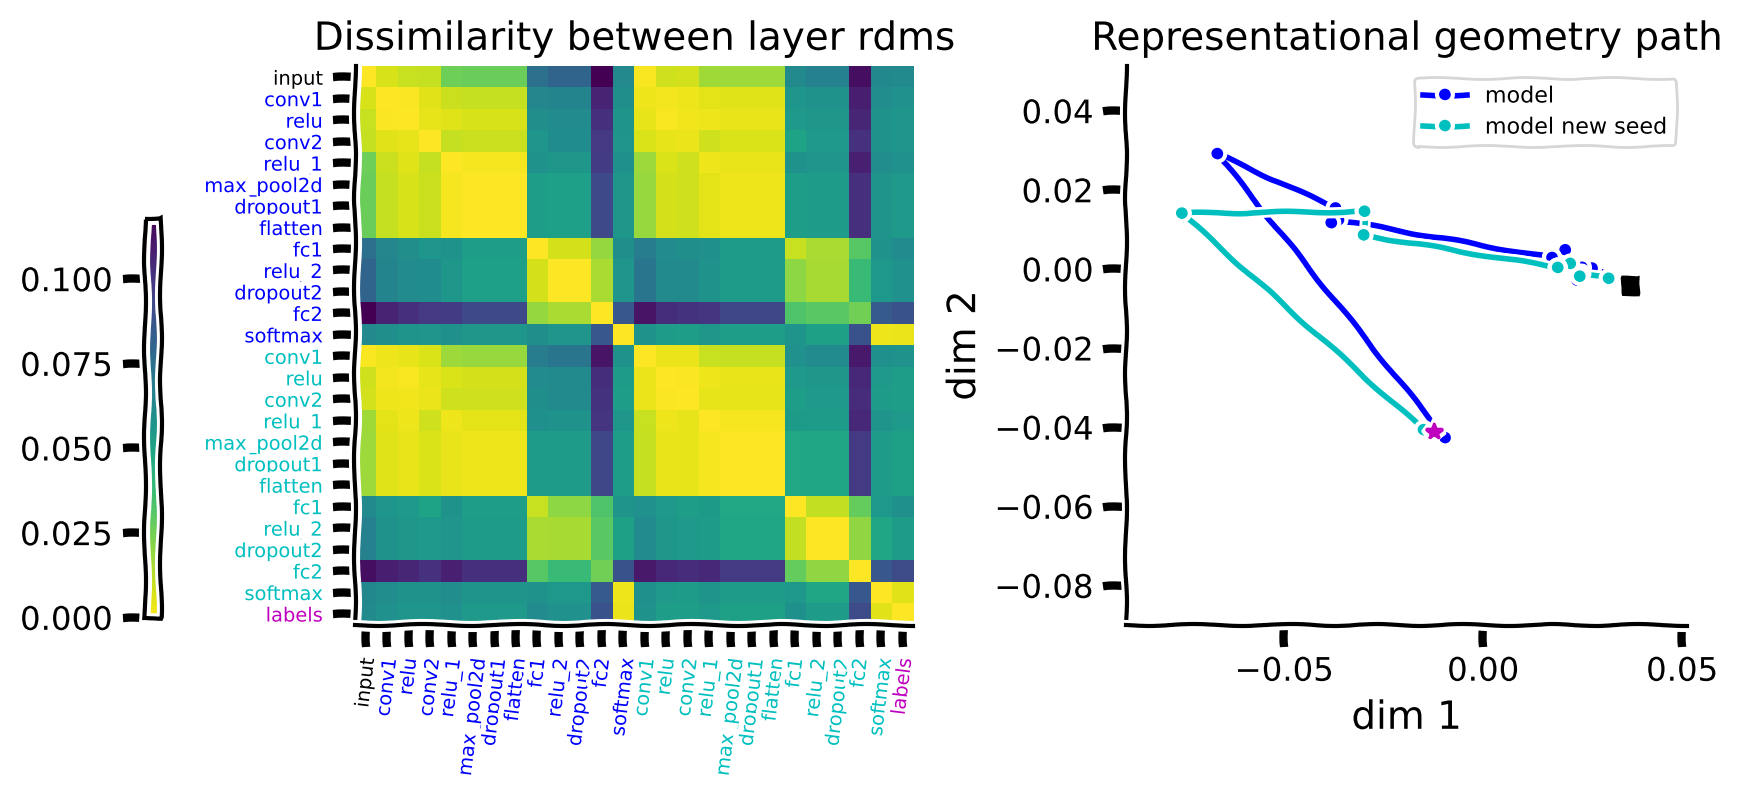 Dissimilarity between layer rdms
input
conv1
relu
conv2
relu_1
max_pool2d
dropout1
flatten
fc1
relu_2
dropout2
fc2
softmax
conv1
relu
conv2
relu_1
max_pool2d
dropout1
flatten
fc1
relu_2
dropout2
fc2
softmax
labels
0.100
0.075
0.050
0.025
0.000
input
conv1
relu
conv2
relu_1
max_pool2d
dropout1
flatten
fc1
relu_2
dropout2
fc2
softmax
conv1
relu
conv2
relu_1
max_pool2d
dropout1
flatten
fc1
relu_2
dropout2
fc2
softmax
labels
Representational geometry path
model
model new seed
0.04
0.02
0.00
−0.02
−0.04
−0.06
−0.08
dim 2
−0.05
0.00
0.05
dim 1